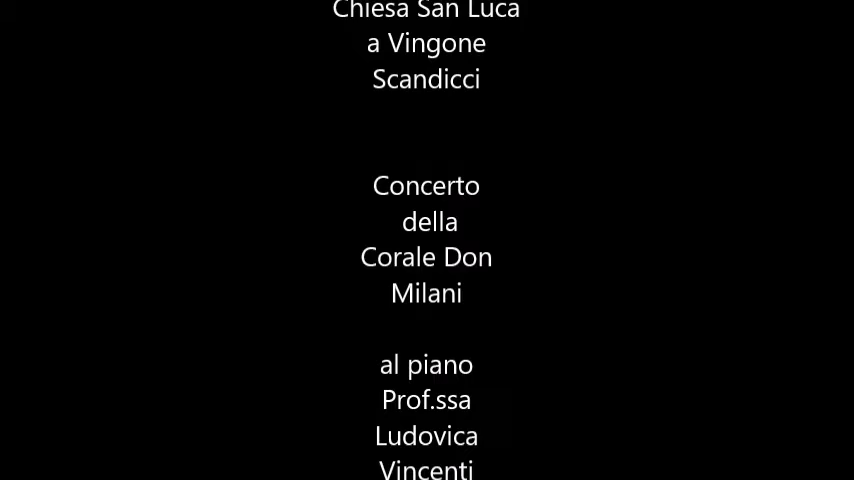 Chiesa San Luca
a Vingone
Scandicci
Concerto
della
Corale Don
Milani
al piano
Prof.ssa
Ludovica
Vincenti